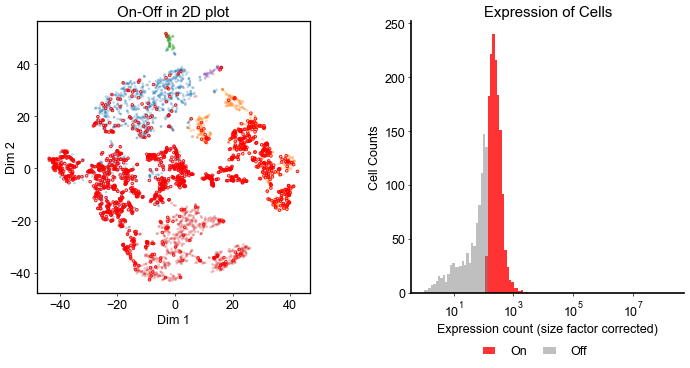 On-Off in 2D plot
40
20
0
−20
−40
Dim 2
−40 −20 0 20 40
Dim 1
Expression of Cells
250
200
150
100
50
0
Cell Counts
10^1 10^3 10^5 10^7
Expression count (size factor corrected)
On Off